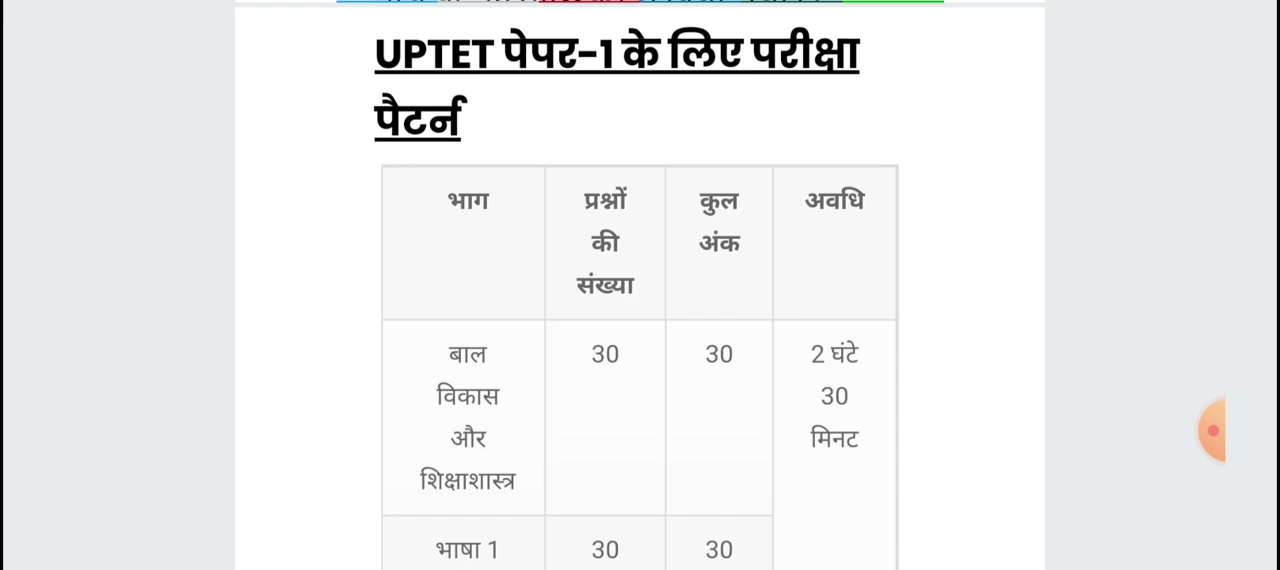 UPTET पेपर-1 के लिए परीक्षा
पैटर्न
भाग प्रश्नों की संख्या कुल अंक अवधि
बाल विकास और शिक्षाशास्त्र 30 30 2 घंटे 30 मिनट
भाषा 1 30 30